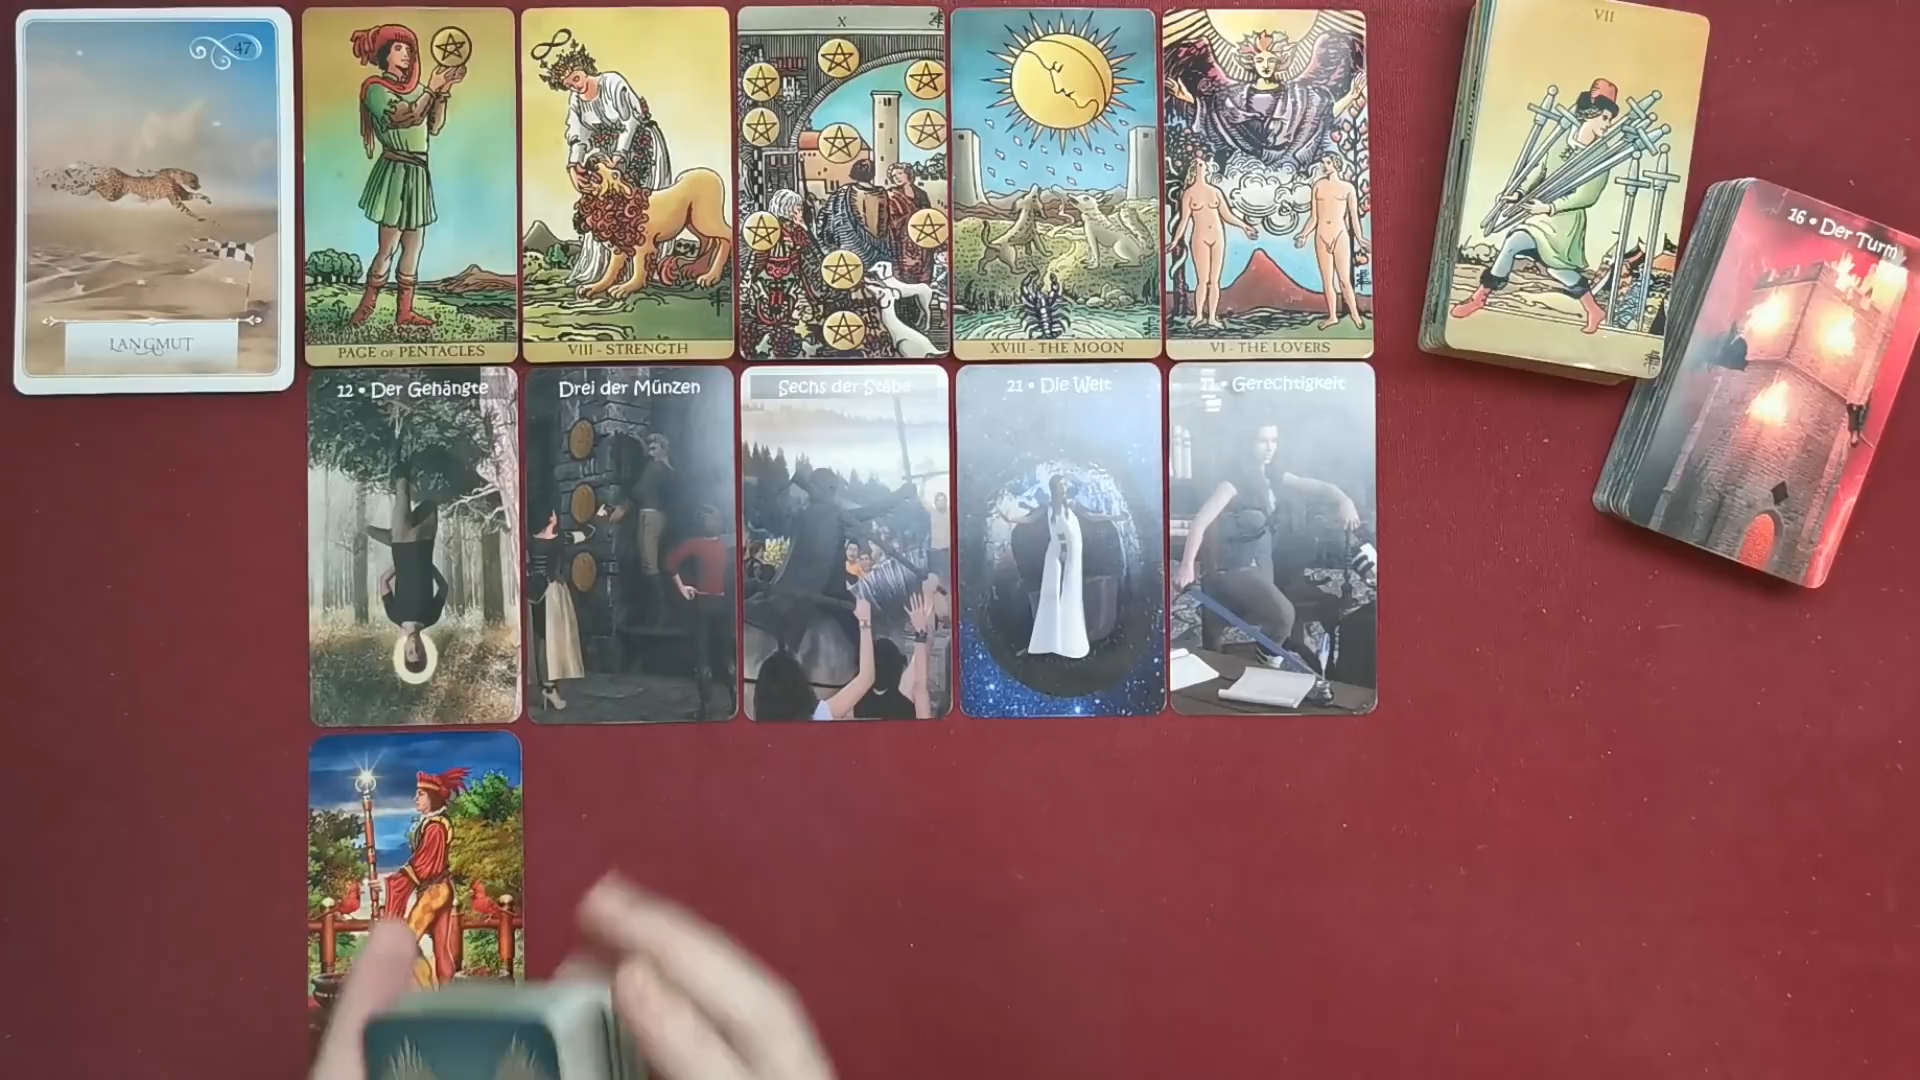 47
LANGMUT
PAGE OF PENTACLES
VIII - STRENGTH
X
XVIII - THE MOON
VI - THE LOVERS
VII
16 • Der Turm
12 • Der Gehängte
Drei der Münzen
Sechs der Stäbe
21 • Die Welt
11 • Gerechtigkeit